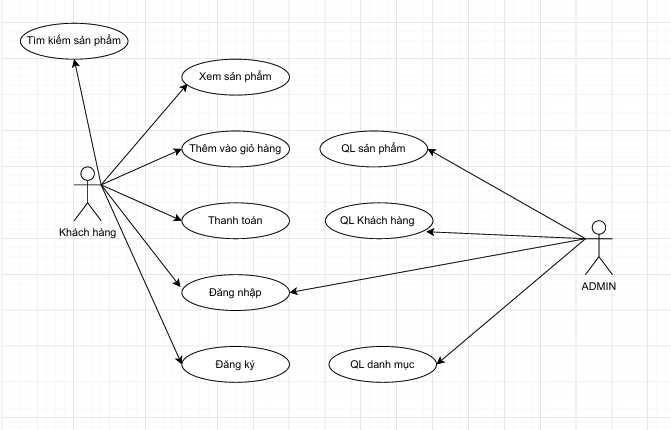 Tìm kiếm sản phẩm
Xem sản phẩm
Thêm vào giỏ hàng
QL sản phẩm
Thanh toán
QL Khách hàng
Khách hàng
Đăng nhập
ADMIN
Đăng ký
QL danh mục